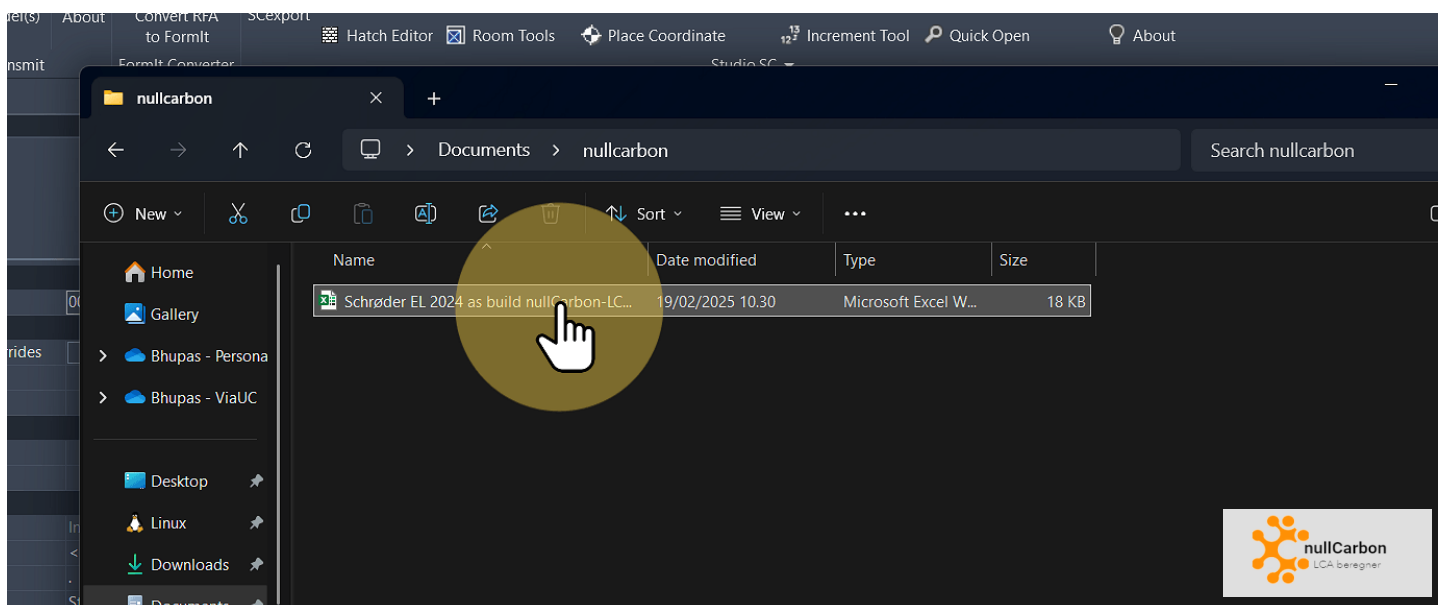 About
Convert RFA
to FormIt
SCexport
Hatch Editor
Room Tools
Place Coordinate
Increment Tool
Quick Open
About
nsmit
FormIt Converter
Studio SC
nullcarbon
Documents > nullcarbon
Search nullcarbon
New
Sort
View
Name
Date modified
Type
Size
Home
Schrøder EL 2024 as build nullCarbon-LC...
19/02/2025 10.30
Microsoft Excel W...
18 KB
Gallery
rrides
Bhupas - Persona
Bhupas - ViaUC
Desktop
Linux
Downloads
Documents
nullCarbon
LCA beregner